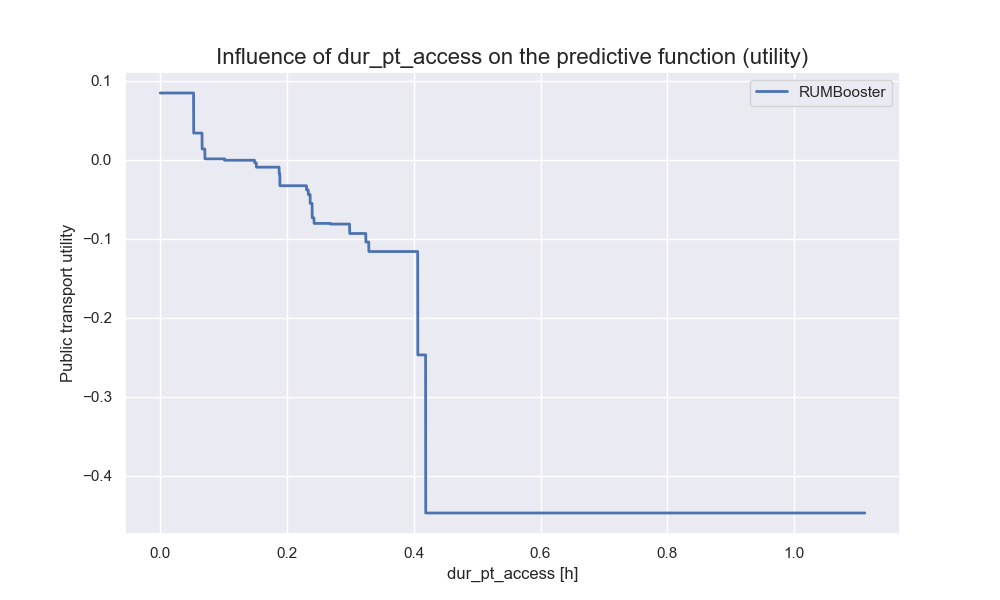 Influence of dur_pt_access on the predictive function (utility)
RUMBooster
0.1
0.0
−0.1
−0.2
−0.3
−0.4
Public transport utility
0.0 0.2 0.4 0.6 0.8 1.0
dur_pt_access [h]